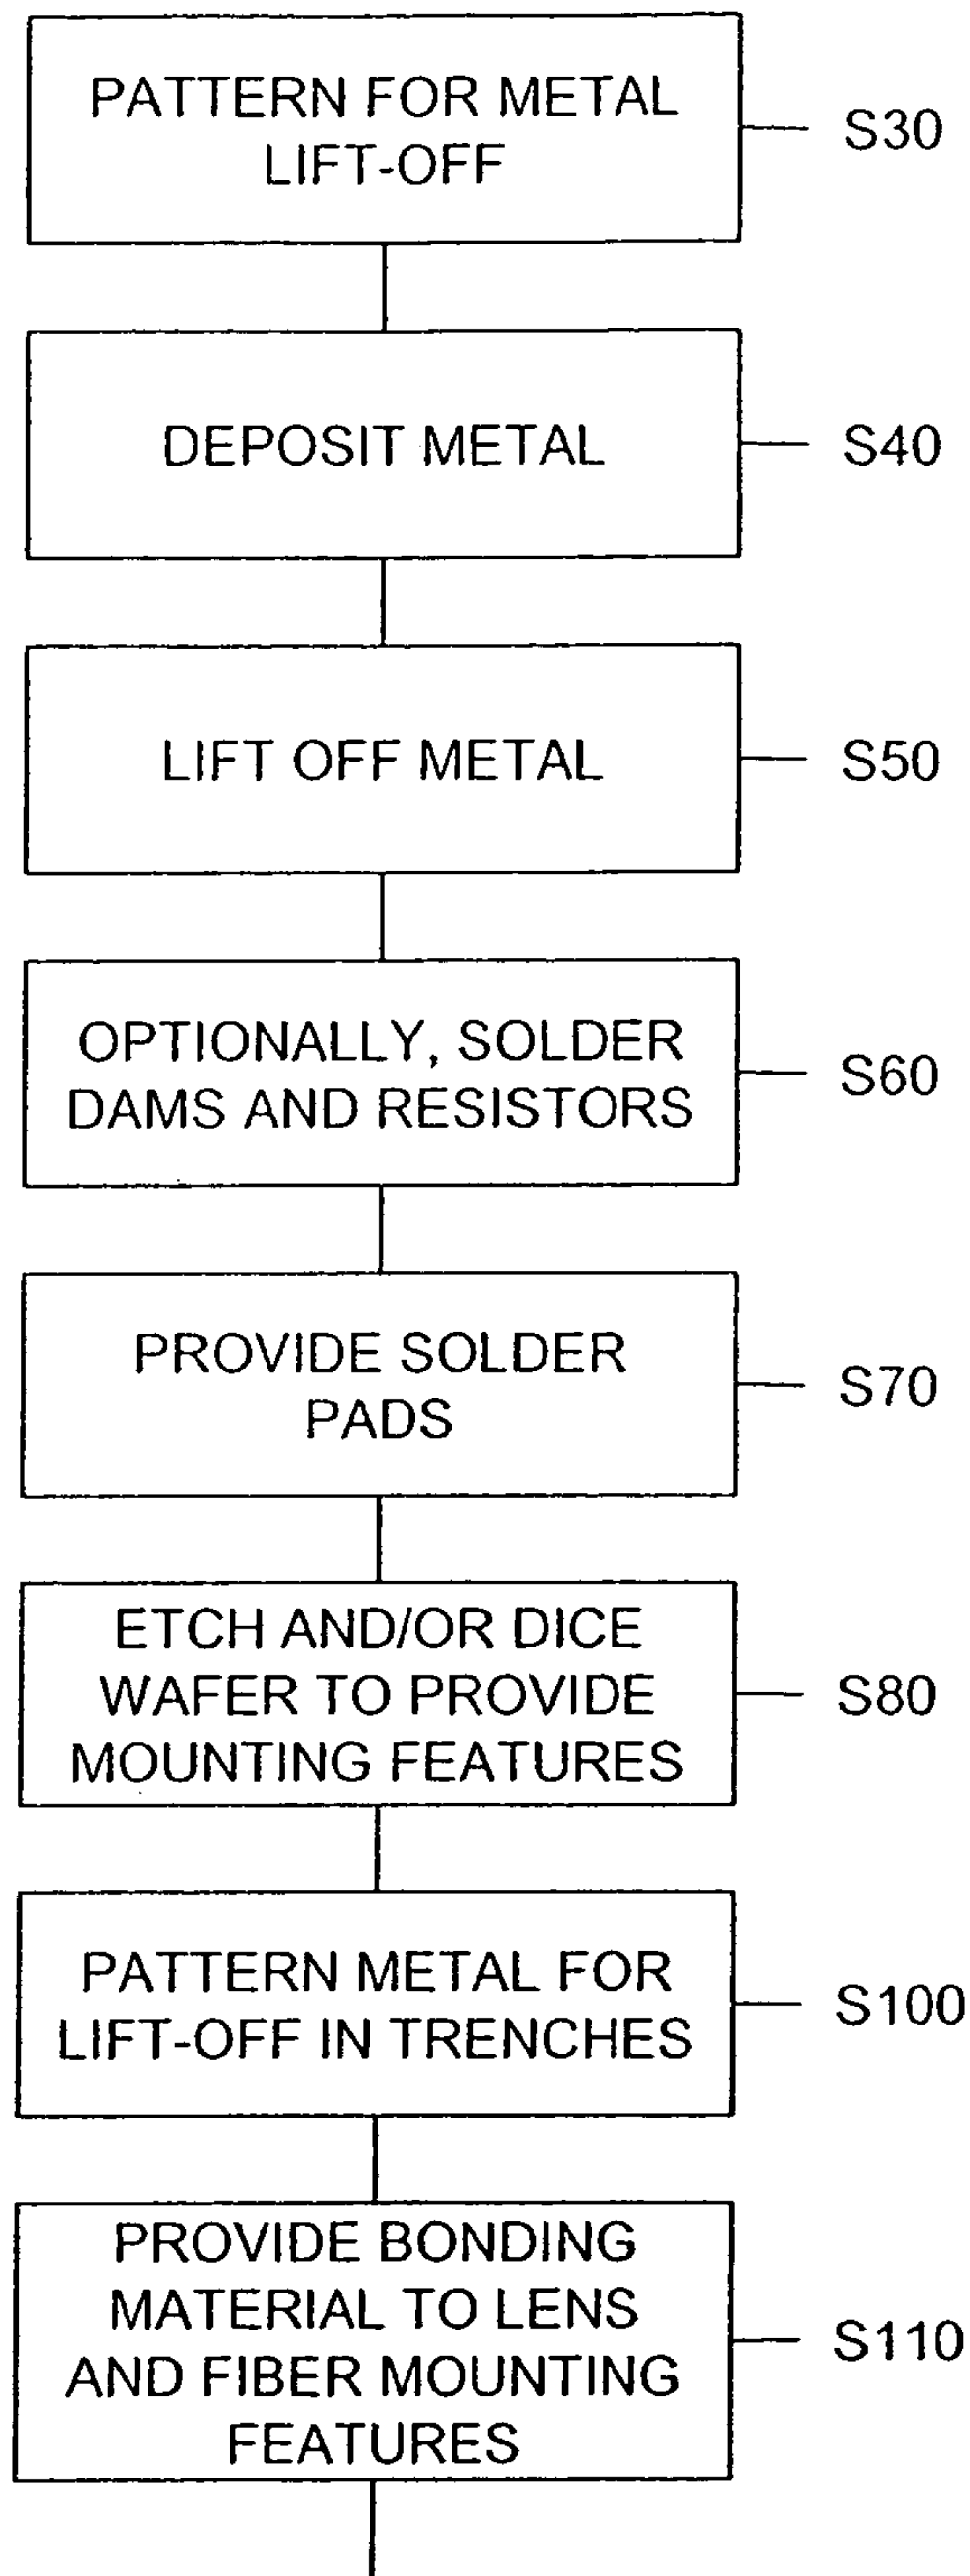 PATTERN FOR METAL
LIFT-OFF
S30
DEPOSIT METAL
S40
LIFT OFF METAL
S50
OPTIONALLY, SOLDER
DAMS AND RESISTORS
S60
PROVIDE SOLDER
PADS
S70
ETCH AND/OR DICE
WAFER TO PROVIDE
MOUNTING FEATURES
S80
PATTERN METAL FOR
LIFT-OFF IN TRENCHES
S100
PROVIDE BONDING
MATERIAL TO LENS
AND FIBER MOUNTING
FEATURES
S110